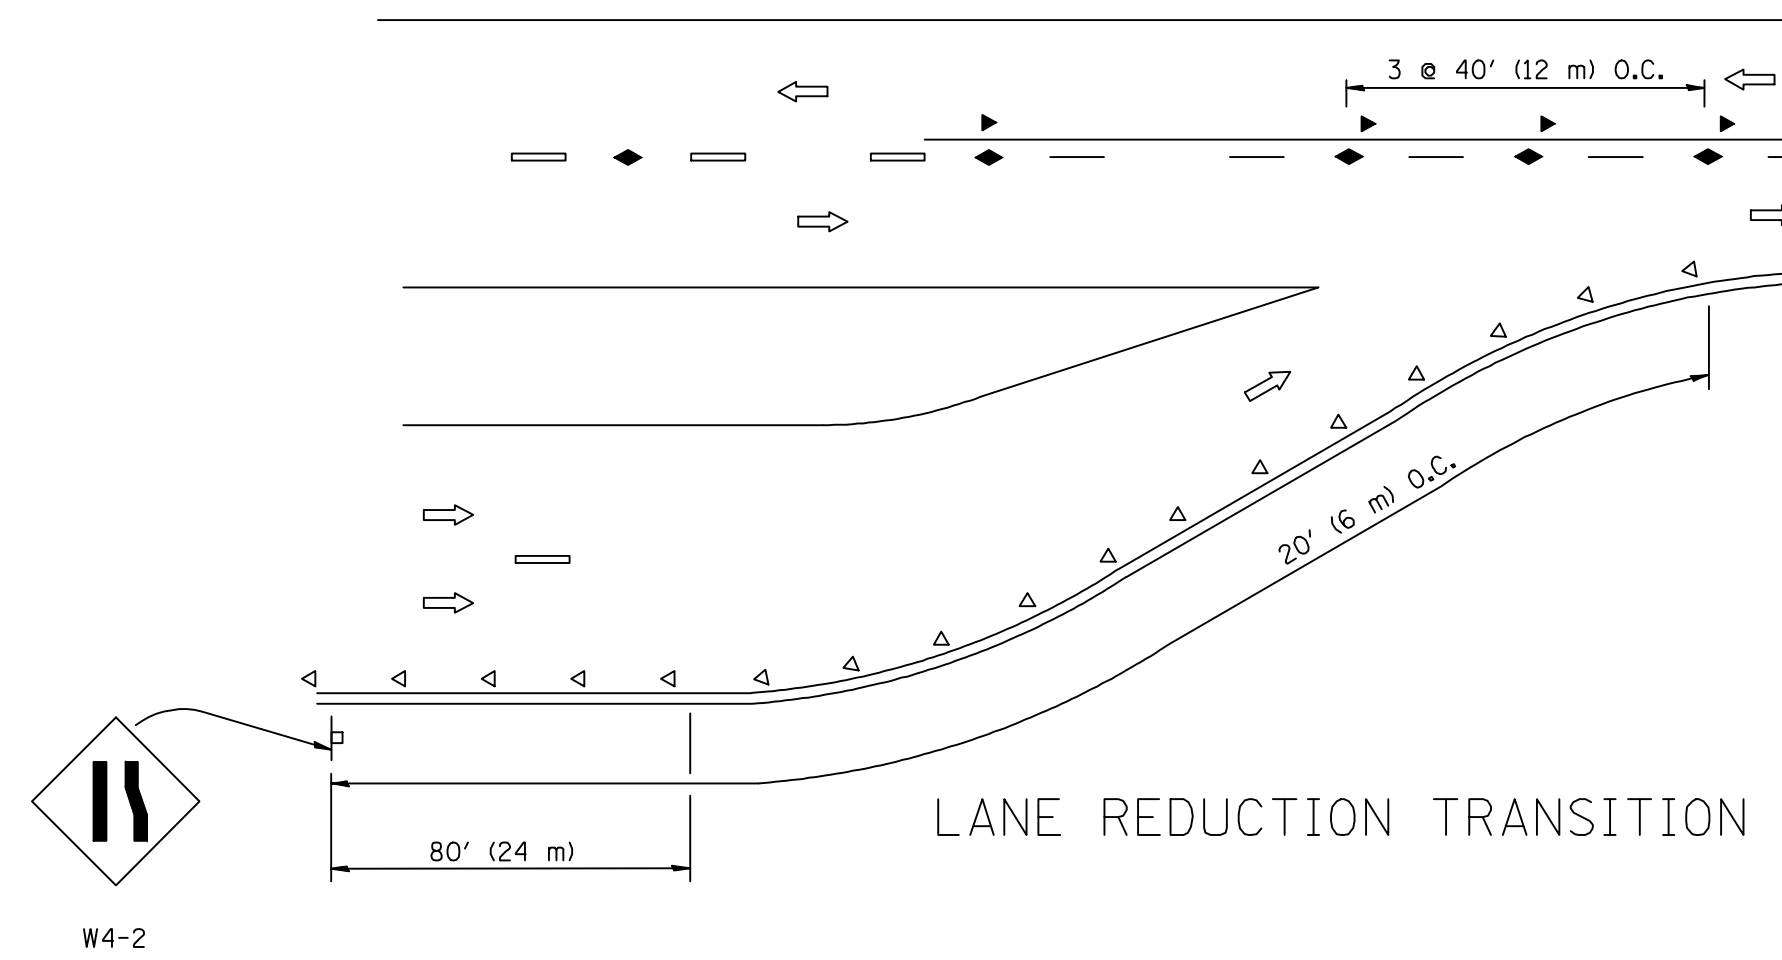 3 @ 40' (12 m) O.C.
20' (6 m) O.C.
LANE REDUCTION TRANSITION
80' (24 m)
W4-2